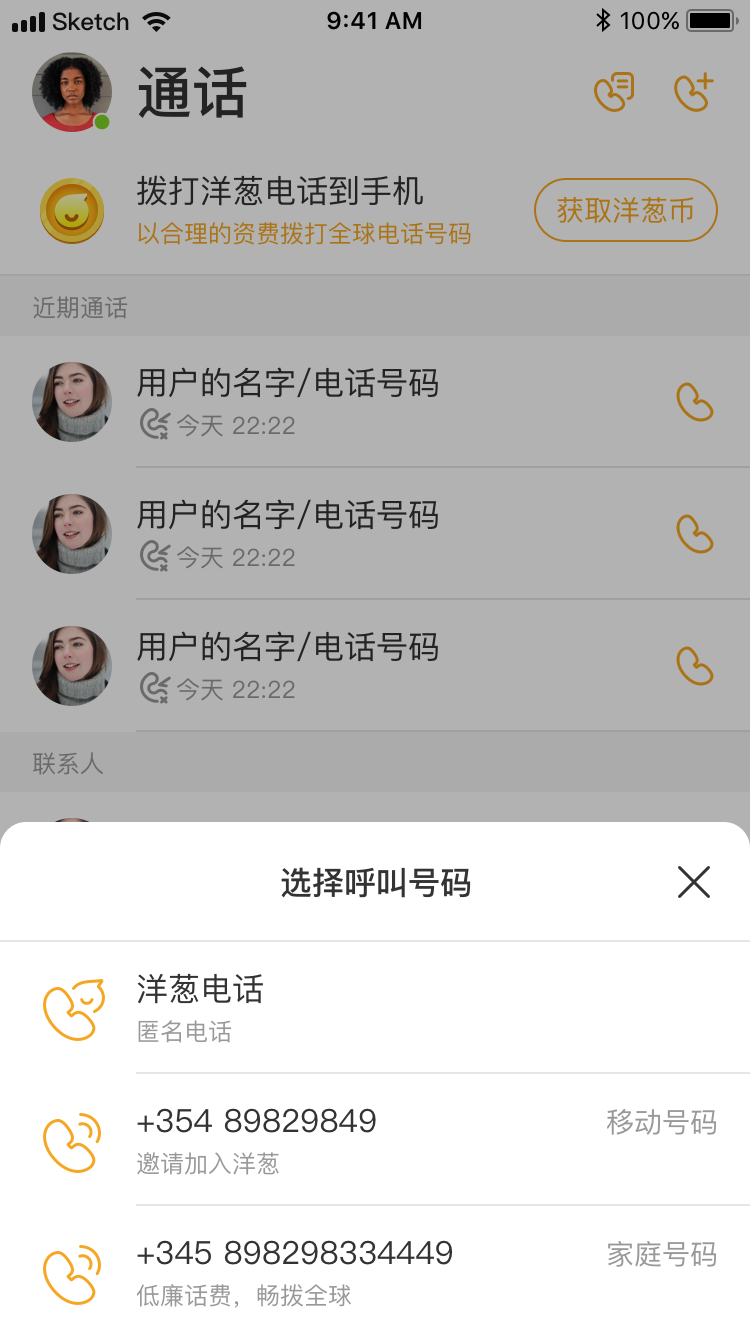 Sketch 9:41 AM 100%
通话
拨打洋葱电话到手机
以合理的资费拨打全球电话号码
获取洋葱币
近期通话
用户的名字/电话号码
今天 22:22
用户的名字/电话号码
今天 22:22
用户的名字/电话号码
今天 22:22
联系人
选择呼叫号码
洋葱电话
匿名电话
+354 89829849
移动号码
邀请加入洋葱
+345 898298334449
家庭号码
低廉话费，畅拨全球